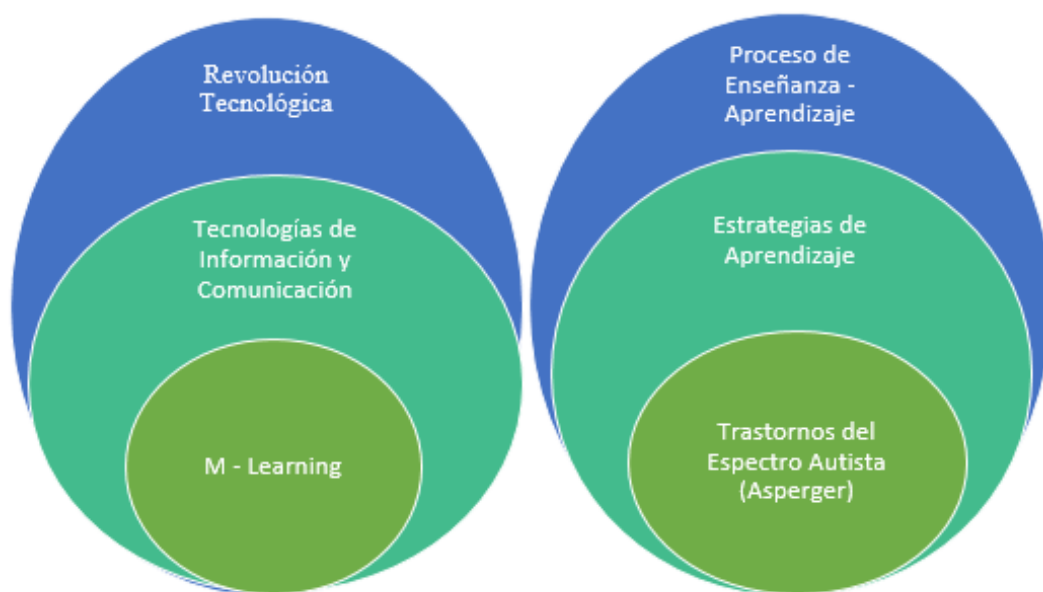 Revolución
Tecnológica
Tecnologías de
Información y
Comunicación
M - Learning
Proceso de
Enseñanza -
Aprendizaje
Estrategias de
Aprendizaje
Trastornos del
Espectro Autista
(Asperger)